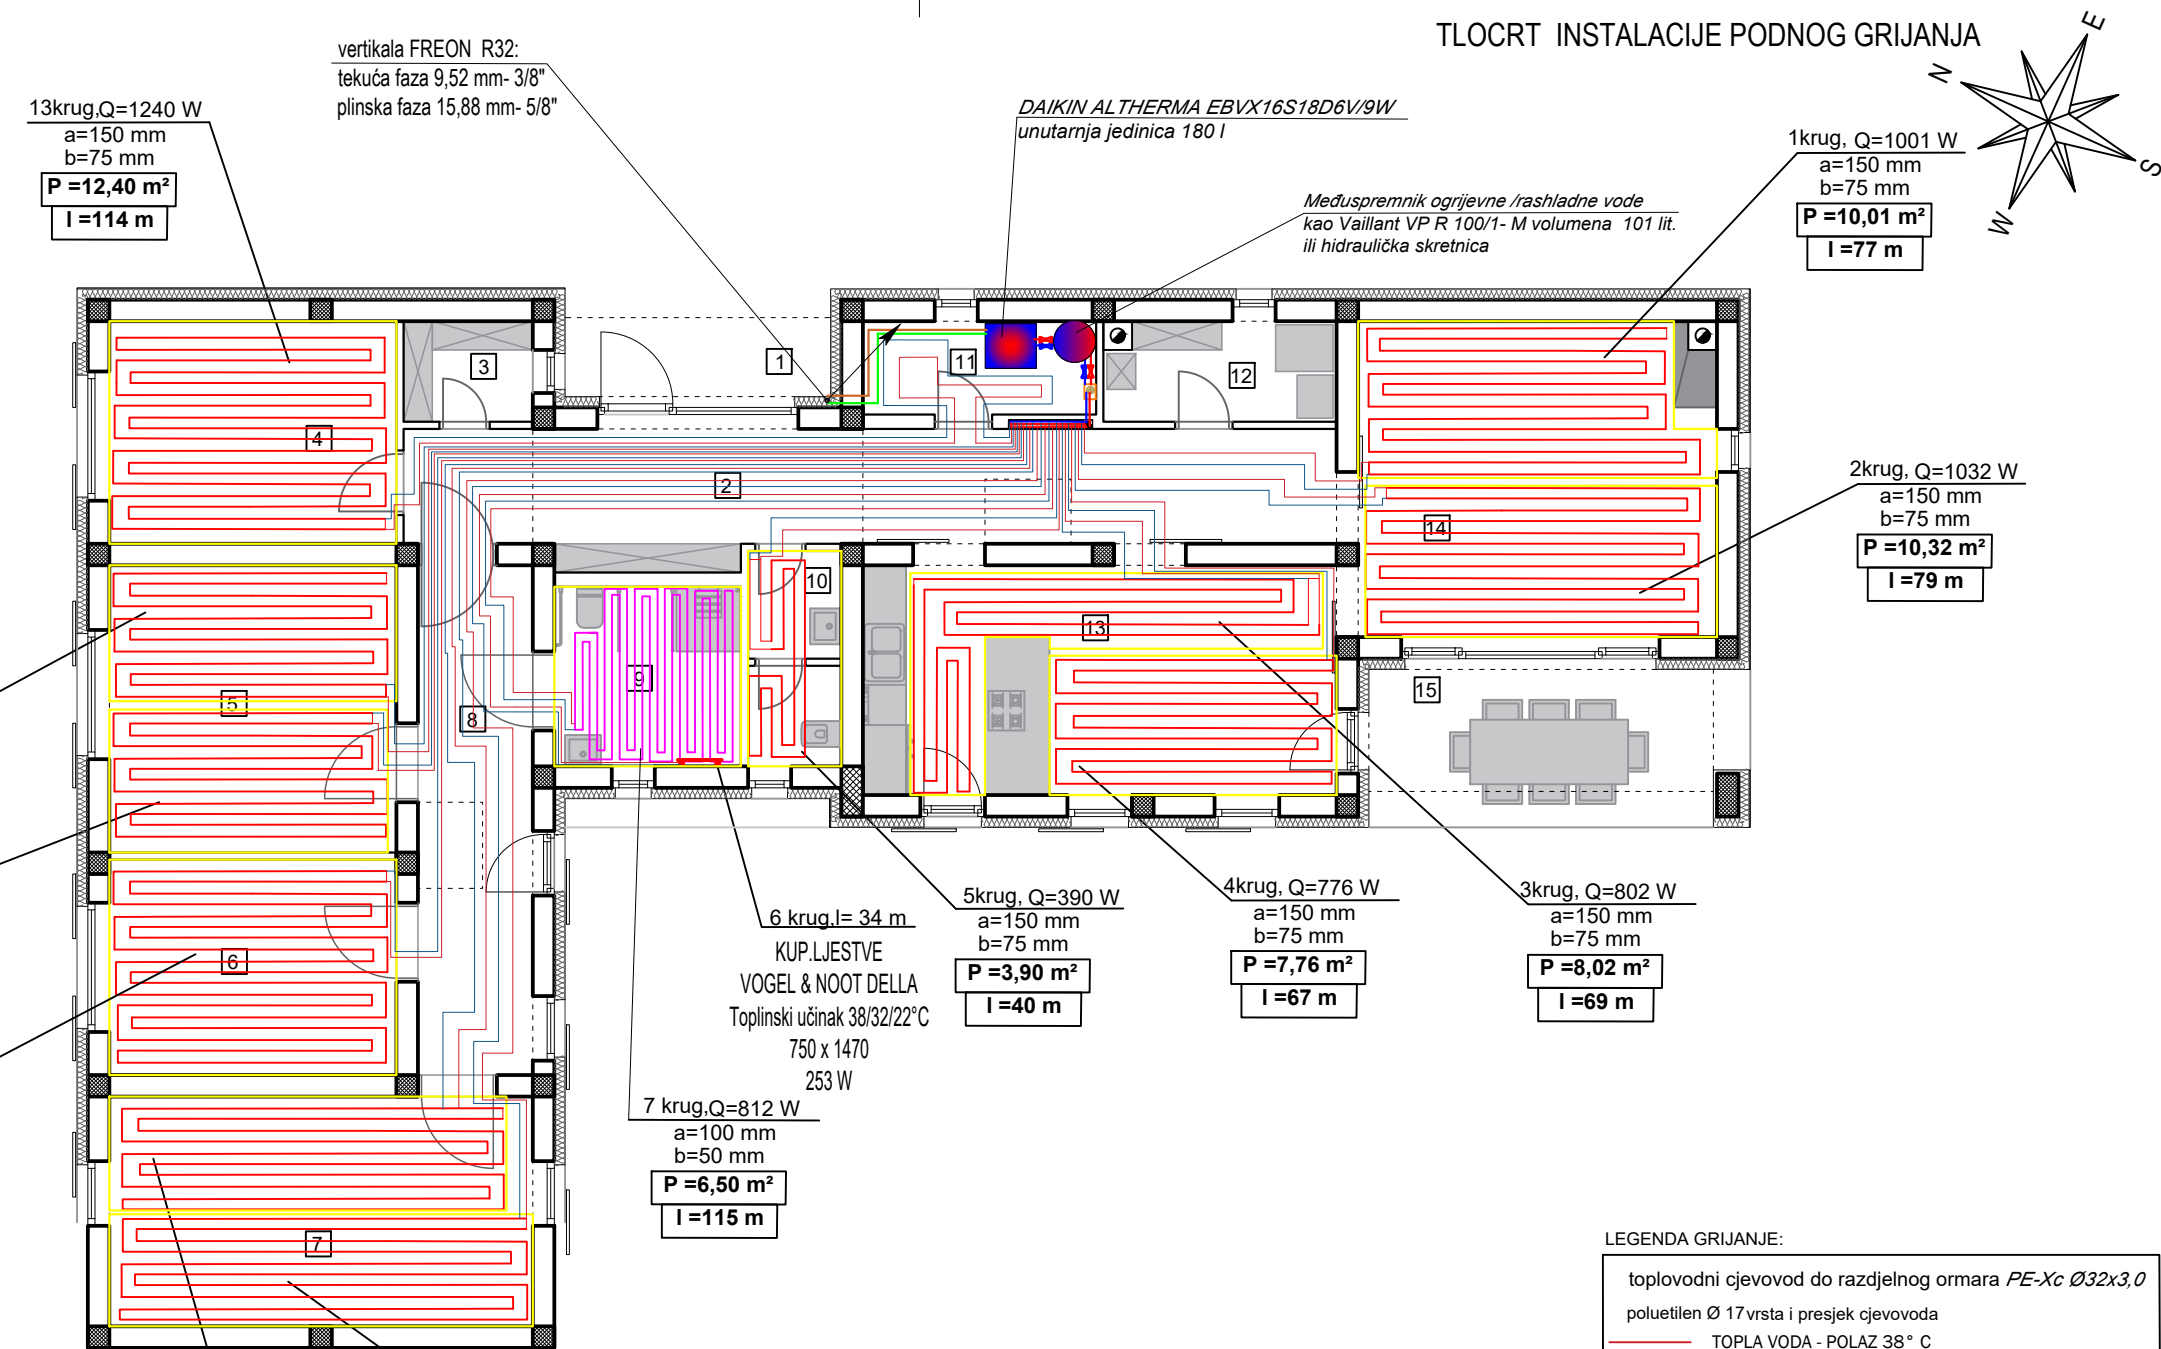 TLOCRT INSTALACIJE PODNOG GRIJANJA
vertikala FREON R32:
tekuća faza 9,52 mm- 3/8"
plinska faza 15,88 mm- 5/8"
13krug,Q=1240 W
a=150 mm
b=75 mm
P =12,40 m²
l =114 m
DAIKIN ALTHERMA EBVX16S18D6V/9W
unutarnja jedinica 180 l
Međuspremnik ogrijevne /rashladne vode
kao Vaillant VP R 100/1- M volumena 101 lit.
ili hidraulička skretnica
1krug, Q=1001 W
a=150 mm
b=75 mm
P =10,01 m²
l =77 m
N
E
S
W
2krug, Q=1032 W
a=150 mm
b=75 mm
P =10,32 m²
l =79 m
1
2
3
4
5
6
7
8
9
10
11
12
13
14
15
6 krug,l= 34 m
KUP.LJESTVE
VOGEL & NOOT DELLA
Toplinski učinak 38/32/22°C
750 x 1470
253 W
5krug, Q=390 W
a=150 mm
b=75 mm
P =3,90 m²
l =40 m
4krug, Q=776 W
a=150 mm
b=75 mm
P =7,76 m²
l =67 m
3krug, Q=802 W
a=150 mm
b=75 mm
P =8,02 m²
l =69 m
7 krug,Q=812 W
a=100 mm
b=50 mm
P =6,50 m²
l =115 m
LEGENDA GRIJANJE:
toplovodni cjevovod do razdjelnog ormara PE-Xc Ø32x3,0
poluetilen Ø 17 vrsta i presjek cjevovoda
TOPLA VODA - POLAZ 38° C